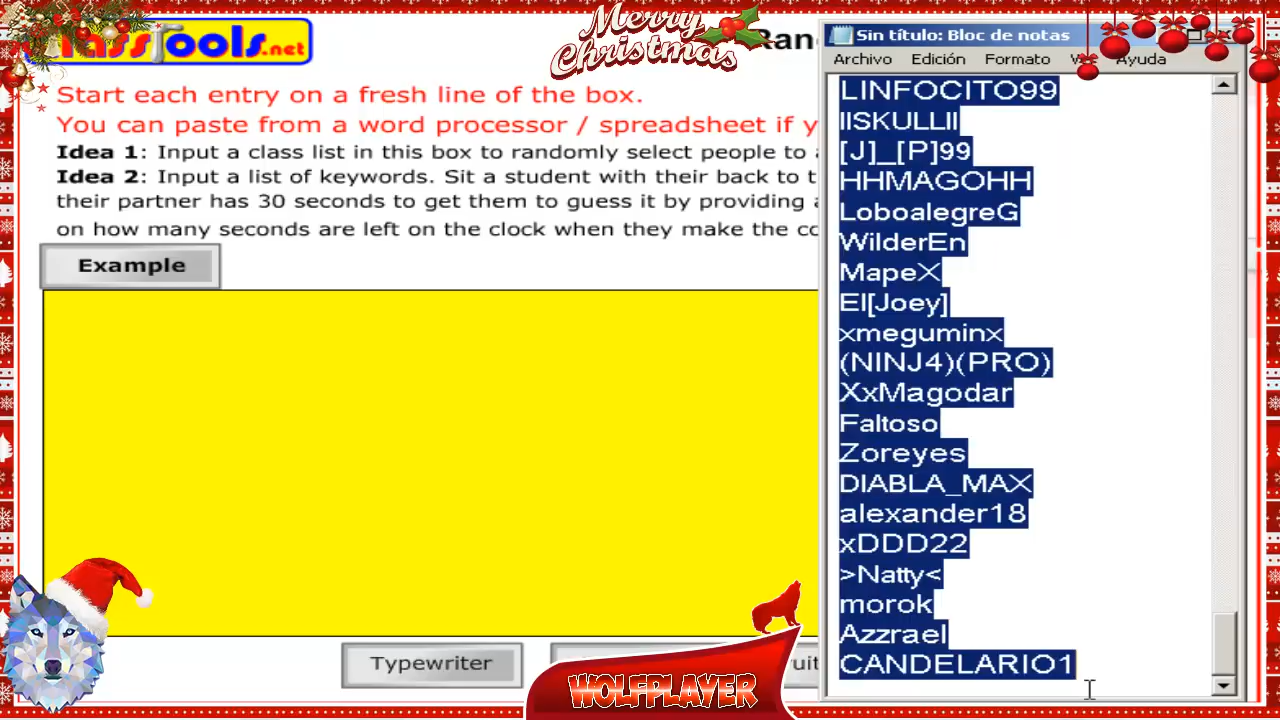 ClassTools.net
Merry
Christmas
Ran
Start each entry on a fresh line of the box.
You can paste from a word processor / spreadsheet if y
Idea 1: Input a class list in this box to randomly select people to a
Idea 2: Input a list of keywords. Sit a student with their back to t
their partner has 30 seconds to get them to guess it by providing a
on how many seconds are left on the clock when they make the co
Example
Typewriter
ruit
WOLFPLAYER
Sin título: Bloc de notas
Archivo Edición Formato Ayuda
LINFOCITO99
IISKULLII
[J]_[P]99
HHMAGOHH
LoboalegreG
WilderEn
MapeX
El[Joey]
xmeguminx
(NINJ4)(PRO)
XxMagodar
Faltoso
Zoreyes
DIABLA_MAX
alexander18
xDDD22
>Natty<
morok
Azzrael
CANDELARIO1